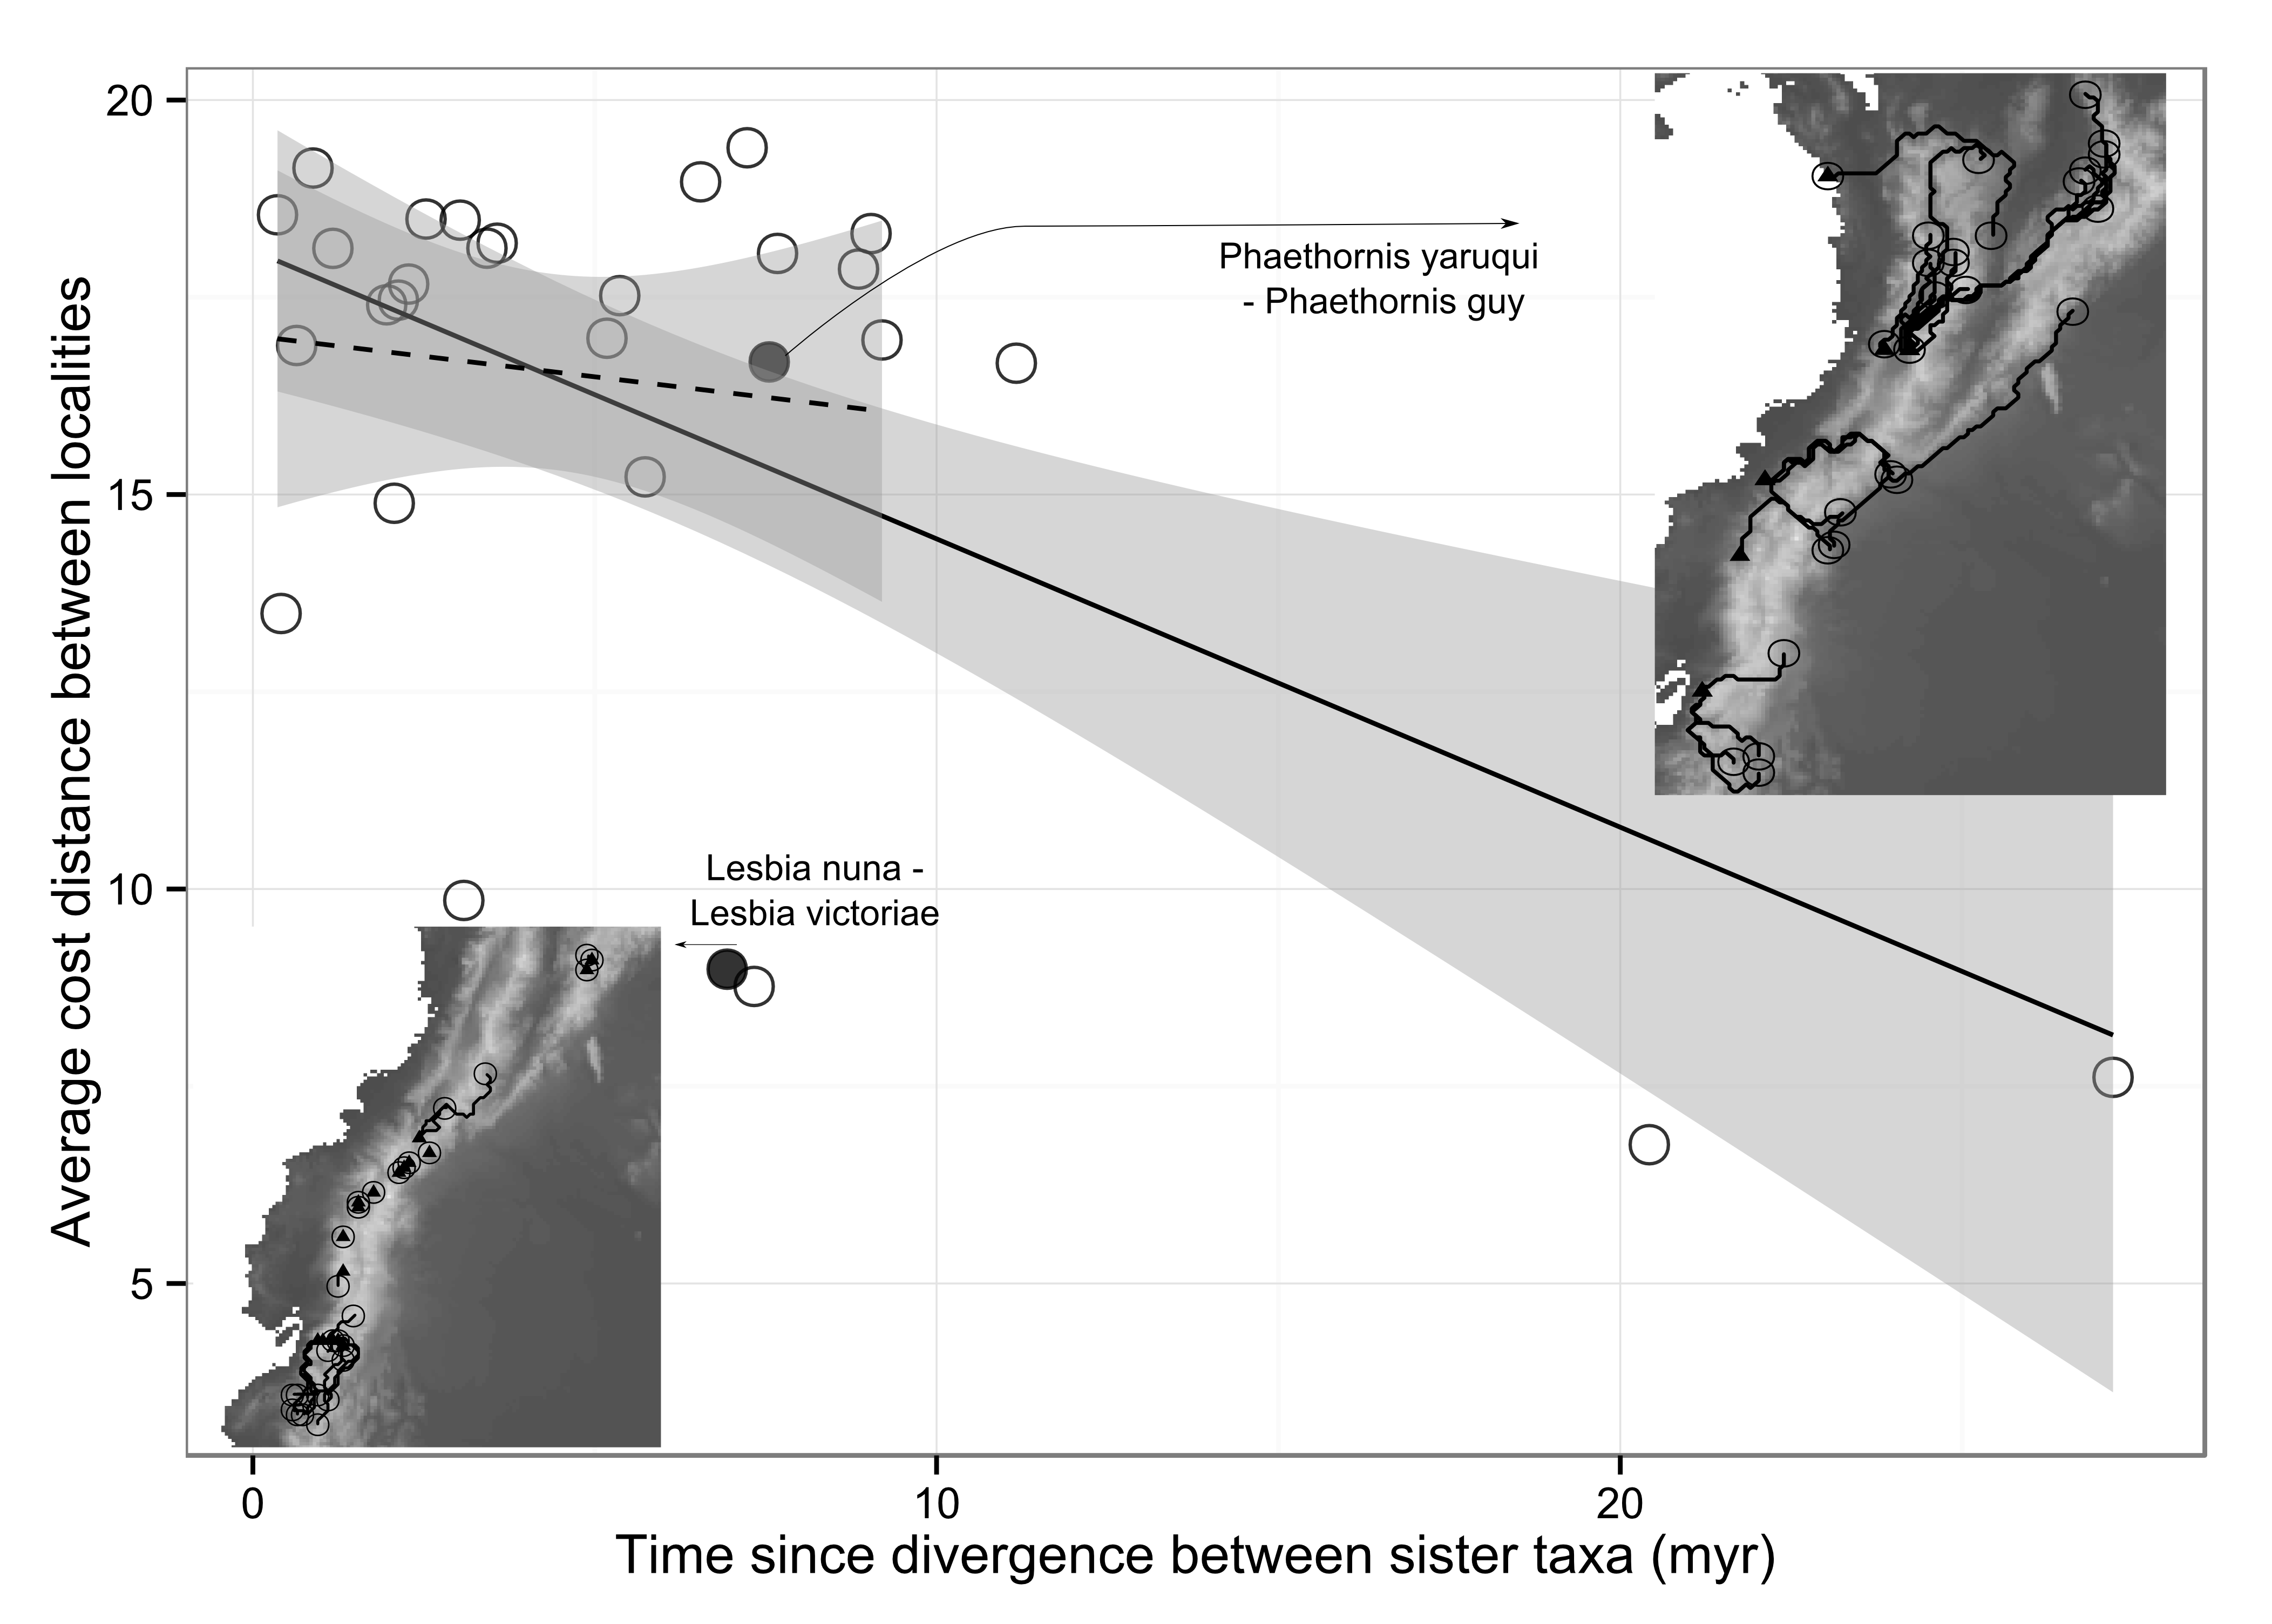 Average cost distance between localities
20
15
10
5
Phaethornis yaruqui
- Phaethornis guy
Lesbia nuna -
Lesbia victoriae
0
10
20
Time since divergence between sister taxa (myr)